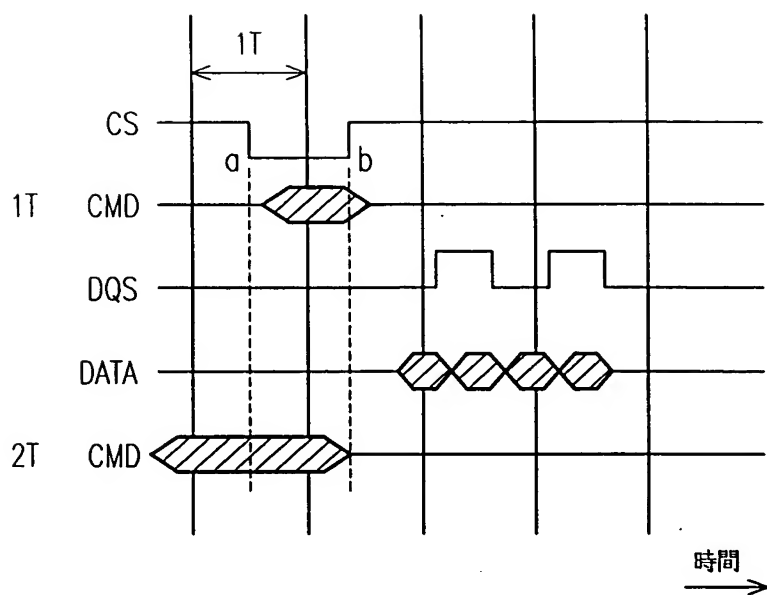 1T
CS
a b
1T CMD
DQS
DATA
2T CMD
時間